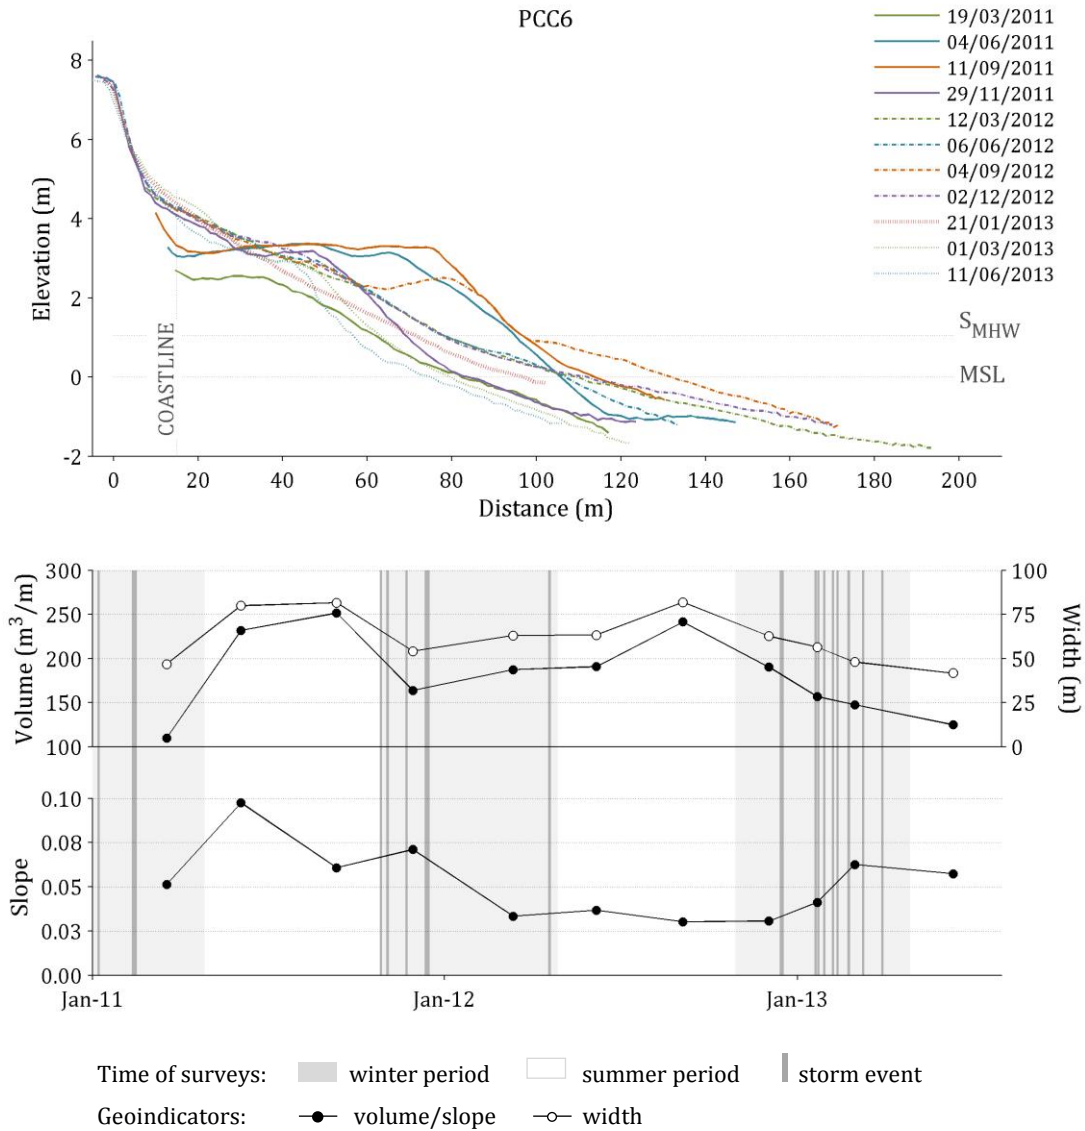 PCC6
19/03/2011
04/06/2011
11/09/2011
29/11/2011
12/03/2012
06/06/2012
04/09/2012
02/12/2012
21/01/2013
01/03/2013
11/06/2013
Elevation (m)
8
6
4
2
0
-2
COASTLINE
S_MHW
MSL
0 20 40 60 80 100 120 140 160 180 200
Distance (m)
Volume (m³/m)
300
250
200
150
100
Width (m)
100
75
50
25
0
Slope
0.10
0.08
0.05
0.03
0.00
Jan-11 Jan-12 Jan-13
Time of surveys: winter period summer period storm event
Geoindicators: volume/slope width